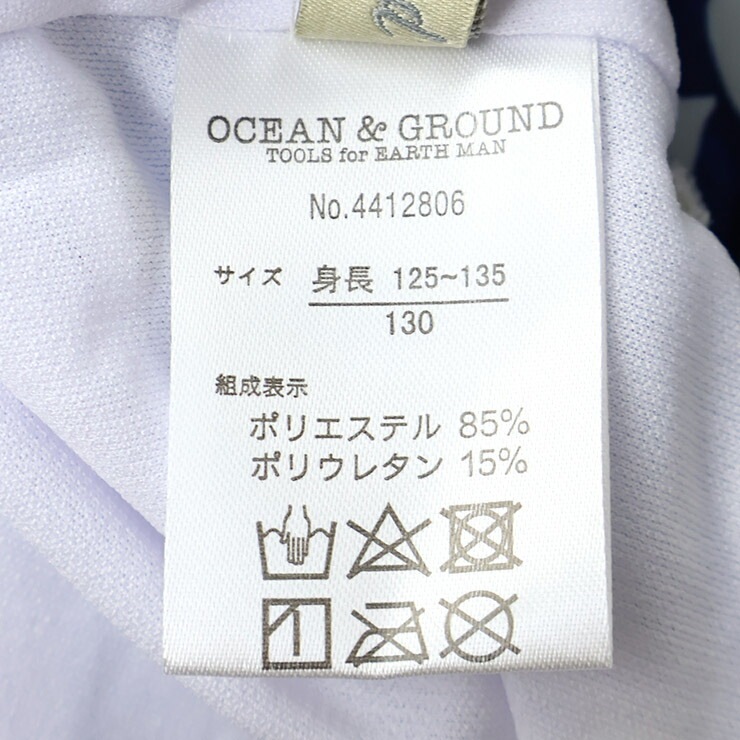 OCEAN & GROUND
TOOLS for EARTH MAN
No.4412806
サイズ 身長 125~135
130
組成表示
ポリエステル 85%
ポリウレタン 15%